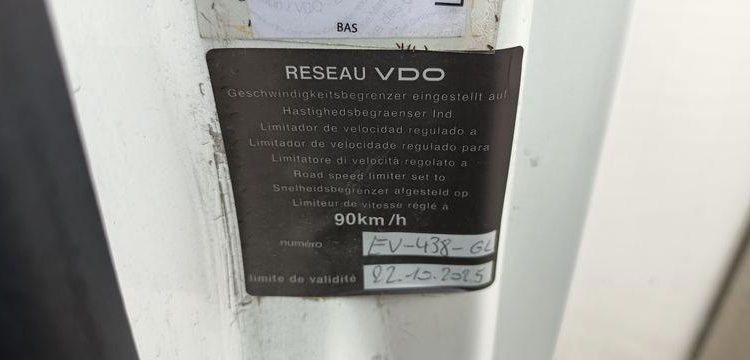 BAS
RESEAU VDO
Geschwindigkeitsbegrenzer eingestellt auf
Hastighedsbegraenser Ind.
Limitador de velocidad regulado a
Limitador de velocidade regulado para
Limitatore di velocità regolato a
Road speed limiter set to
Snelheidsbegrenzer afgesteld op
Limiteur de vitesse réglé à
90km/h
numéro EV-438-GL
limite de validité 22.10.2025